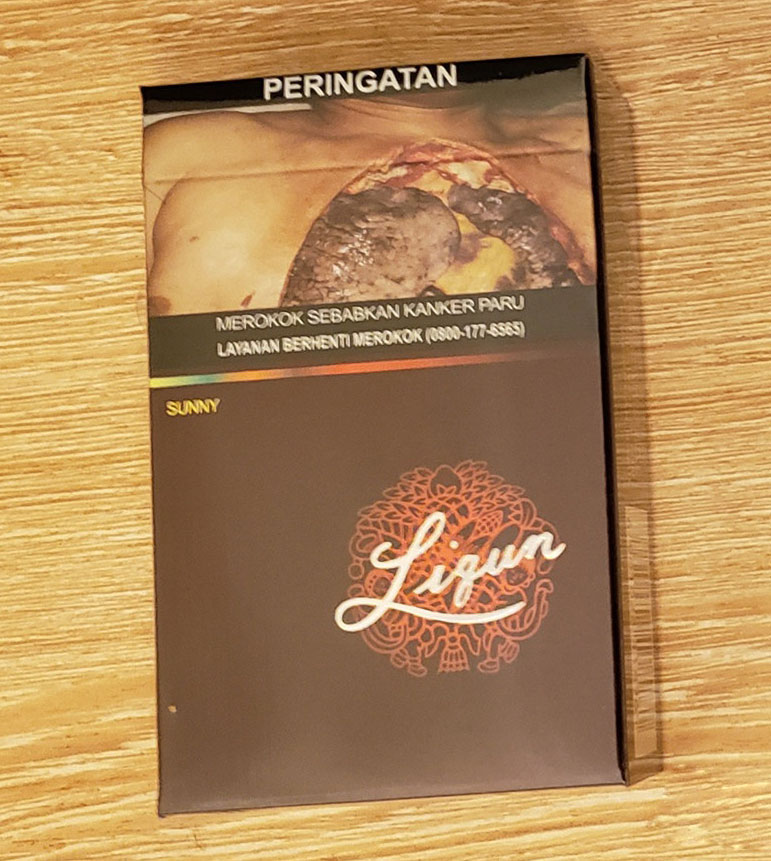 PERINGATAN
MEROKOK SEBABKAN KANKER PARU
LAYANAN BERHENTI MEROKOK (0800-177-6565)
SUNNY
Ligun